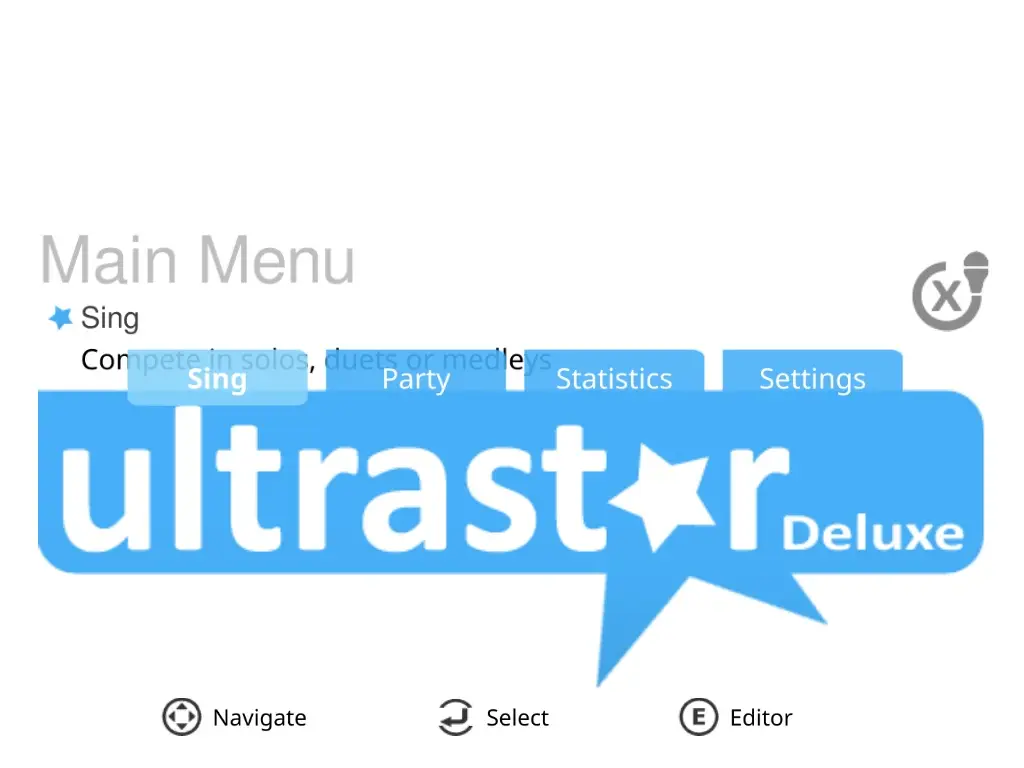 Main Menu
X
Sing
Compete in solos, duets or medleys
Sing Party Statistics Settings
ultrastar Deluxe
Navigate Select E Editor